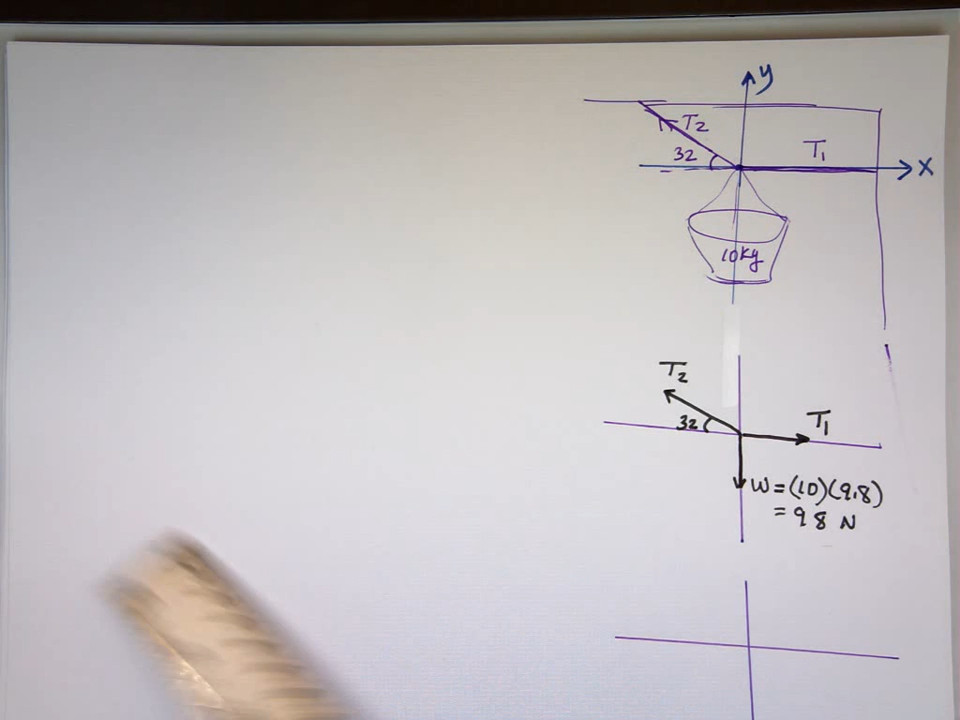 y
T2
T1
32
x
10kg
T2
32
T1
W=(10)(9.8)
= 98 N